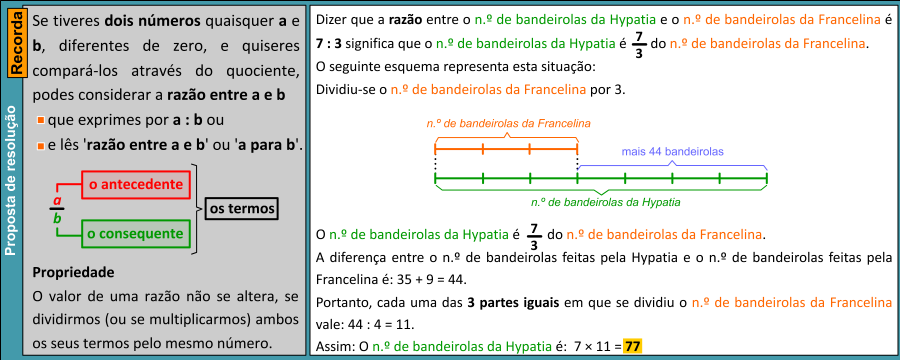 Proposta de resolução
Recorda
Se tiveres dois números quaisquer a e
b, diferentes de zero, e quiseres
compará-los através do quociente,
podes considerar a razão entre a e b
que exprimes por a : b ou
e lês 'razão entre a e b' ou 'a para b'.
a
b
o antecedente
o consequente
os termos
Propriedade
O valor de uma razão não se altera, se
dividirmos (ou se multiplicarmos) ambos
os seus termos pelo mesmo número.
Dizer que a razão entre o n.º de bandeirolas da Hypatia e o n.º de bandeirolas da Francelina é
7 : 3 significa que o n.º de bandeirolas da Hypatia é 7/3 do n.º de bandeirolas da Francelina.
O seguinte esquema representa esta situação:
Dividiu-se o n.º de bandeirolas da Francelina por 3.
n.º de bandeirolas da Francelina
mais 44 bandeirolas
n.º de bandeirolas da Hypatia
O n.º de bandeirolas da Hypatia é 7/3 do n.º de bandeirolas da Francelina.
A diferença entre o n.º de bandeirolas feitas pela Hypatia e o n.º de bandeirolas feitas pela
Francelina é: 35 + 9 = 44.
Portanto, cada uma das 3 partes iguais em que se dividiu o n.º de bandeirolas da Francelina
vale: 44 : 4 = 11.
Assim: O n.º de bandeirolas da Hypatia é: 7 × 11 = 77